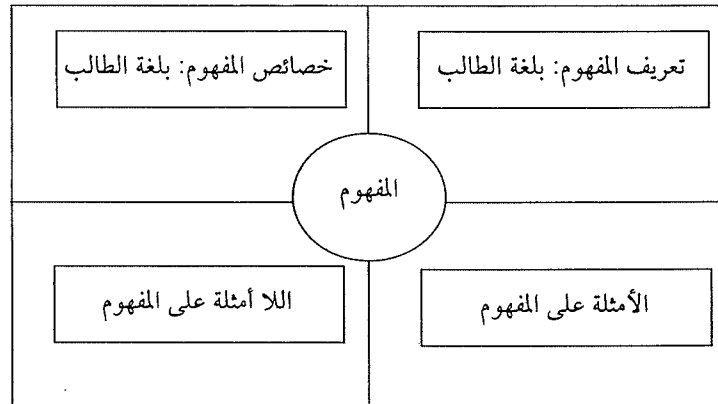 تعريف المفهوم: بلغة الطالب
خصائص المفهوم: بلغة الطالب
المفهوم
الأمثلة على المفهوم
اللا أمثلة على المفهوم